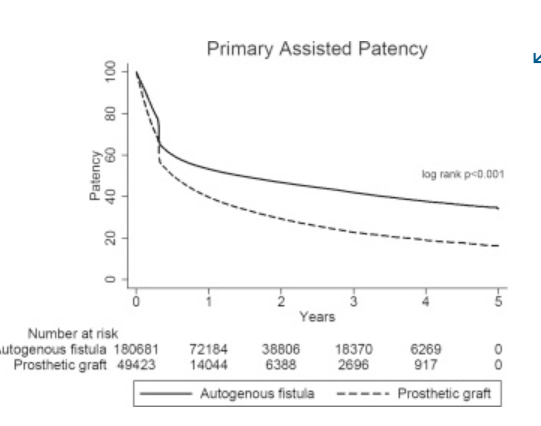 Primary Assisted Patency
100
80
60
40
20
0
Patency
log rank p<0.001
0 1 2 3 4 5
Years
Number at risk
utogenous fistula 180681 72184 38806 18370 6269 0
Prosthetic graft 49423 14044 6388 2696 917 0
Autogenous fistula Prosthetic graft